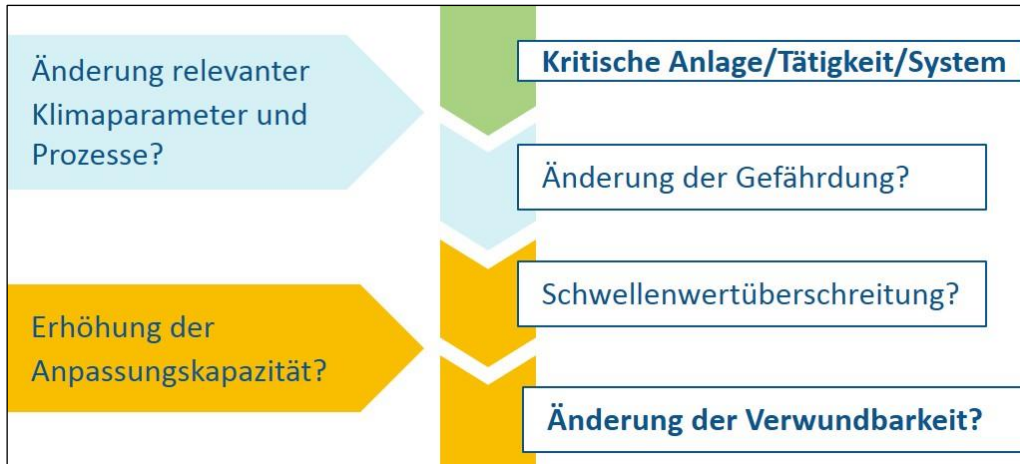 Änderung relevanter
Klimaparameter und
Prozesse?
Kritische Anlage/Tätigkeit/System
Änderung der Gefährdung?
Schwellenwertüberschreitung?
Erhöhung der
Anpassungskapazität?
Änderung der Verwundbarkeit?